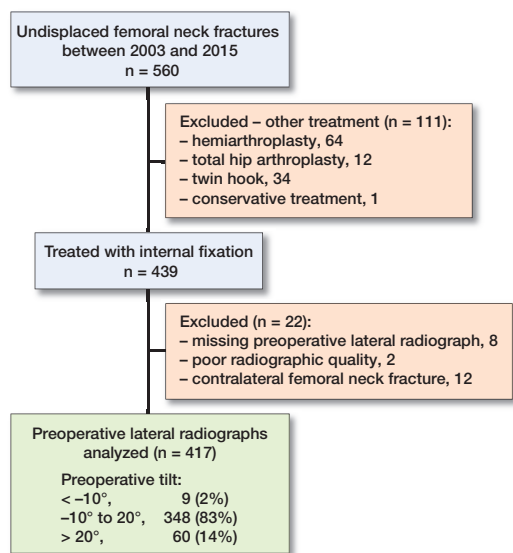 Undisplaced femoral neck fractures
between 2003 and 2015
n = 560
Excluded – other treatment (n = 111):
– hemiarthroplasty, 64
– total hip arthroplasty, 12
– twin hook, 34
– conservative treatment, 1
Treated with internal fixation
n = 439
Excluded (n = 22):
– missing preoperative lateral radiograph, 8
– poor radiographic quality, 2
– contralateral femoral neck fracture, 12
Preoperative lateral radiographs
analyzed (n = 417)
Preoperative tilt:
< –10°, 9 (2%)
–10° to 20°, 348 (83%)
> 20°, 60 (14%)